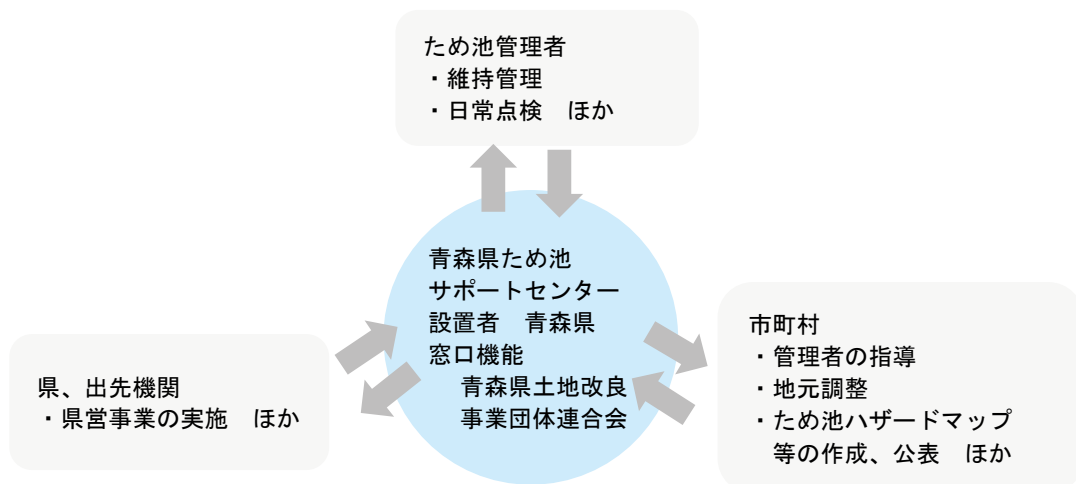 ため池管理者
・維持管理
・日常点検　ほか
青森県ため池
サポートセンター
設置者　青森県
窓口機能
青森県土地改良
事業団体連合会
県、出先機関
・県営事業の実施　ほか
市町村
・管理者の指導
・地元調整
・ため池ハザードマップ
等の作成、公表　ほか